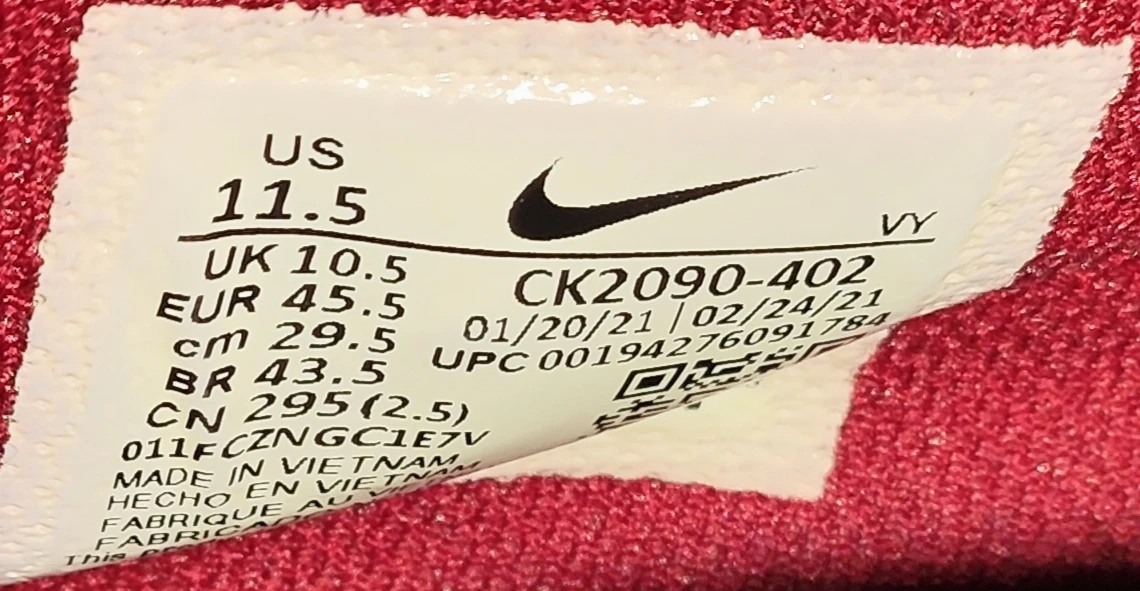 US
11.5
VY
UK 10.5
EUR 45.5
cm 29.5
BR 43.5
CN 295 (2.5)
CK2090-402
01/20/21 | 02/24/21
UPC 00194276091784
011FCZNGC1E7V
MADE IN VIETNAM
HECHO EN VIETNAM
FABRIQUE AU
This